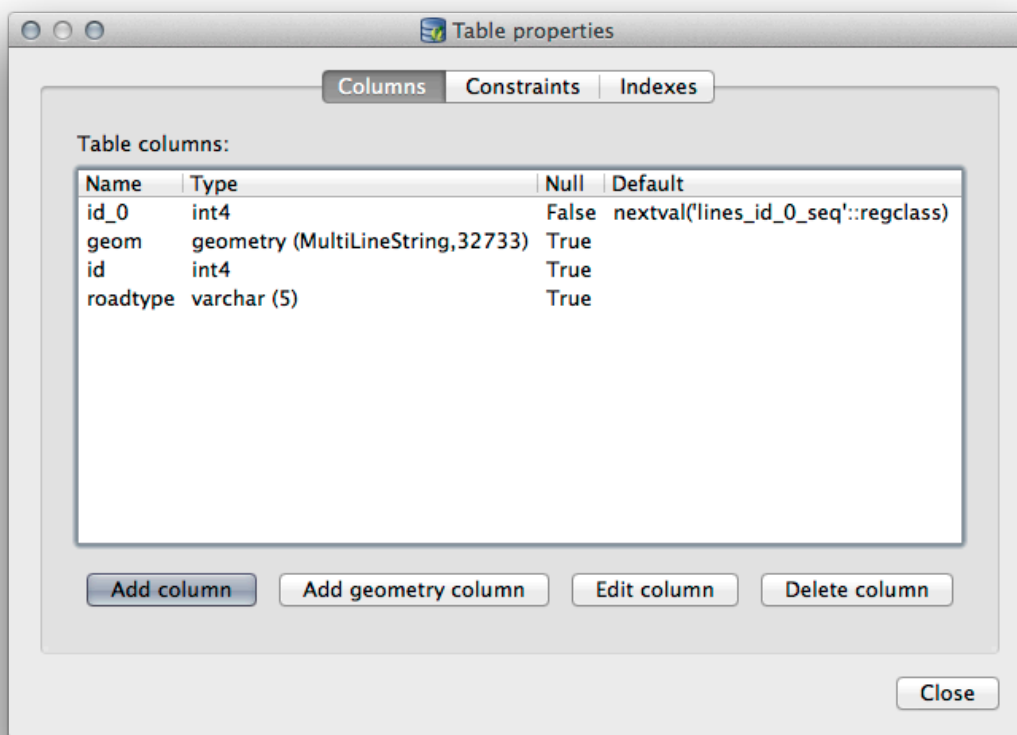 Table properties
Columns Constraints Indexes
Table columns:
Name Type Null Default
id_0 int4 False nextval('lines_id_0_seq'::regclass)
geom geometry (MultiLineString,32733) True
id int4 True
roadtype varchar (5) True
Add column Add geometry column Edit column Delete column
Close